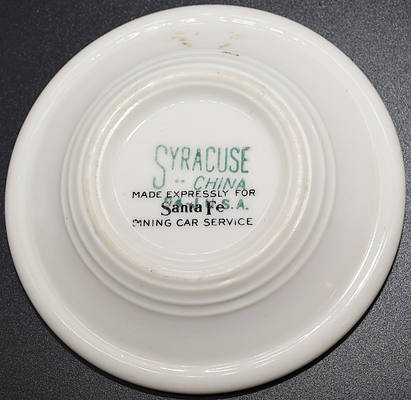 SYRACUSE
CHINA
MADE EXPRESSLY FOR
Santa Fe
U.S.A.
DINING CAR SERVICE